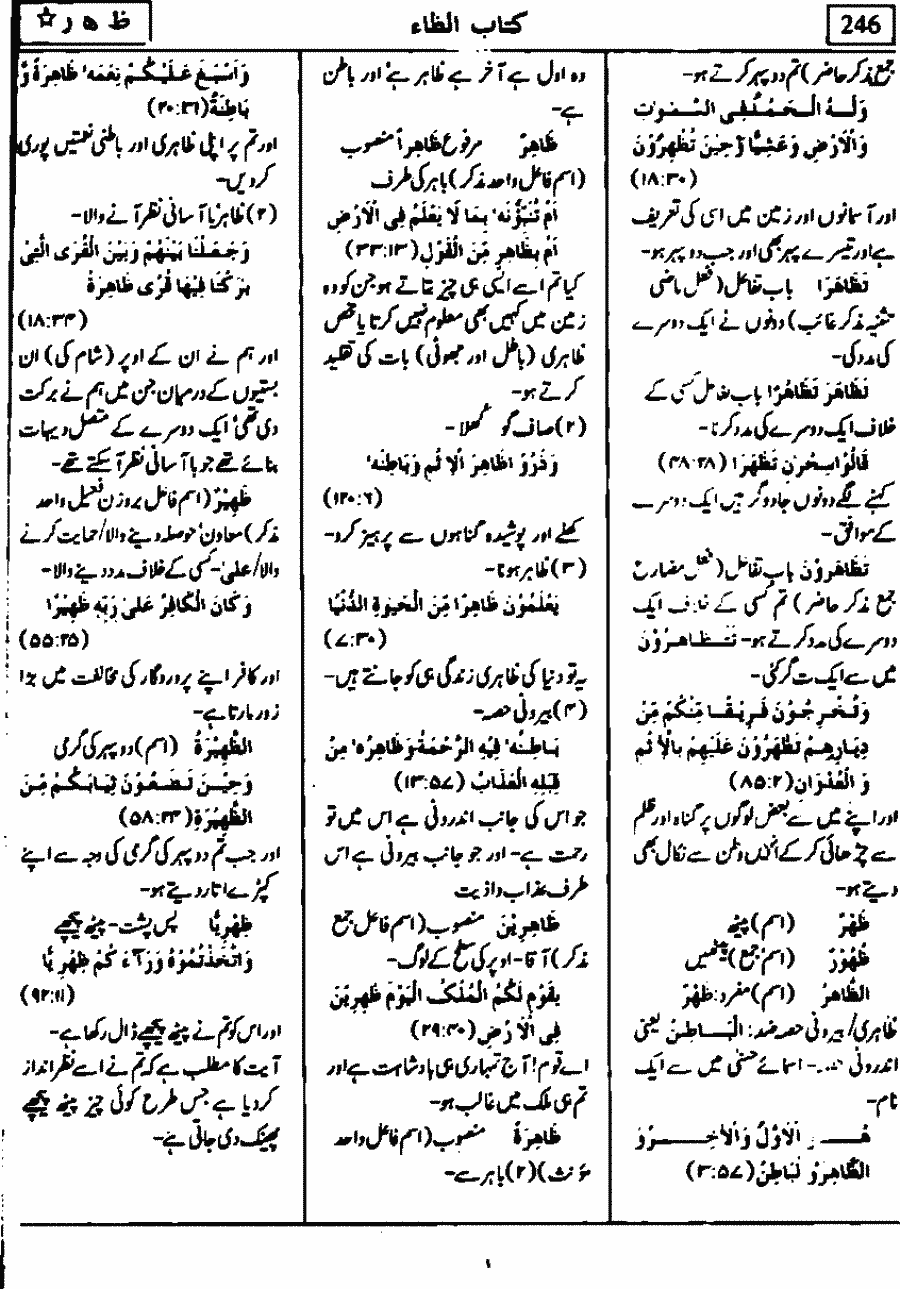 246
کتاب الظاء
ظ ھ ر ☆
جمع مذکر حاضر) تم دوپہر کرتے ہو۔
وَلَهُ الْحَمْدُ فِی السَّمٰوٰتِ
وَالْاَرْضِ وَعَشِیًّا وَّحِیْنَ تُظْهِرُوْنَ
(۱۸:۳۰)
اور آسمانوں اور زمین میں اسی کی تعریف
ہے اور تیسرے پہر بھی اور جب دوپہر ہو۔
تَظَاهَرَا باب تفاعل (فعل ماضی
تثنیہ مذکر غائب) دونوں نے ایک دوسرے
کی مدد کی۔
تَظَاهَرَ تَظَاهُرًا باب تفاعل کسی کے
خلاف ایک دوسرے کی مدد کرنا۔
قَالُوْا سِحْرٰنِ تَظٰهَرَا (۴۸:۲۸)
کہنے لگے دونوں جادوگر ہیں ایک دوسرے
کے موافق۔
تَظَاهَرُوْنَ باب تفاعل (فعل مضارع
جمع مذکر حاضر) تم کسی کے خلاف ایک
دوسرے کی مدد کرتے ہو۔ تَتَظَاهَرُوْنَ
میں سے ایک ت گر گئی۔
وَتُخْرِجُوْنَ فَرِیْقًا مِّنْكُمْ مِّنْ
دِیَارِهِمْ تَظٰهَرُوْنَ عَلَیْهِمْ بِالْاِثْمِ
وَالْعُدْوَانِ (۸۵:۲)
اور اپنے میں سے بعض لوگوں پر گناہ اور ظلم
سے چڑھائی کر کے انہیں وطن سے نکال بھی
دیتے ہو۔
ظَهْرٌ (اسم) پیٹھ
ظُهُوْرٌ (اسم جمع)۔ پیٹھیں
الظَّاهِرُ (اسم) مفرد: ظَهْرٌ
ظاہری/ بیرونی حصہ ضد: الْبَاطِنُ یعنی
اندرونی حصہ۔ اسمائے حسنٰی میں سے ایک
نام۔
هُوَ الْاَوَّلُ وَالْاٰخِرُ وَ
الظَّاهِرُ وَ لْبَاطِنُ (۳:۵۷)
وہ اول ہے آخر ہے ظاہر ہے اور باطن
ہے۔
ظَاهِرٌ مرفوع ظَاهِراً منصوب
(اسم فاعل واحد مذکر) باہر کی طرف
اَمْ تُنَبِّؤُنَهٗ بِمَا لَا یَعْلَمُ فِی الْاَرْضِ
اَمْ بِظَاهِرٍ مِّنَ الْقَوْلِ (۳۳:۱۳)
کیا تم اسے ایسی ہی چیز بتاتے ہو جن کو وہ
زمین میں کہیں بھی معلوم نہیں کرتا یا محض
ظاہری (باطل اور جھوٹی) بات کی تقلید
کرتے ہو۔
(۲) صاف گو کھلا۔
وَذَرُوْا ظَاهِرَ الْاِثْمِ وَبَاطِنَهٗ
(۱۲۰:۶)
کھلے اور پوشیدہ گناہوں سے پرہیز کرو۔
(۳) ظاہر ہونا۔
یَعْلَمُوْنَ ظَاهِرًا مِّنَ الْحَیٰوةِ الدُّنْیَا
(۷:۳۰)
یہ تو دنیا کی ظاہری زندگی ہی کو جانتے ہیں۔
(۴) بیرونی حصہ۔
بَاطِنُهٗ فِیْهِ الرَّحْمَةُ وَظَاهِرُهٗ مِنْ
قِبَلِهِ الْعَذَابُ (۱۳:۵۷)
جو اس کی جانب اندرونی ہے اس میں تو
رحمت ہے۔ اور جو جانب بیرونی ہے اس
طرف عذاب و اذیت
ظَاهِرِیْنَ منصوب (اسم فاعل جمع
مذکر) آقا۔ اوپر کی سطح کے لوگ۔
یٰقَوْمِ لَكُمُ الْمُلْكُ الْیَوْمَ ظٰهِرِیْنَ
فِی الْاَرْضِ (۲۹:۴۰)
اے قوم! آج تمہاری ہی بادشاہت ہے اور
تم ہی ملک میں غالب ہو۔
ظَاهِرَةً منصوب (اسم فاعل واحد
مؤنث) (۲) باہر سے۔
وَاَسْبَغَ عَلَیْكُمْ نِعَمَهٗ ظَاهِرَةً وَّ
بَاطِنَةً (۲۰:۳۱)
اور تم پر اپنی ظاہری اور باطنی نعمتیں پوری
کر دیں۔
(۲) ظاہر با آسانی نظر آنے والا۔
وَجَعَلْنَا بَیْنَهُمْ وَبَیْنَ الْقُرَی الَّتِیْ
بٰرَكْنَا فِیْهَا قُرًی ظَاهِرَةً
(۱۸:۳۴)
اور ہم نے ان کے اوپر (شام کی) ان
بستیوں کے درمیان جن میں ہم نے برکت
دی تھی ایک دوسرے کے متصل دیہات
بنائے تھے جو با آسانی نظر آ سکتے تھے۔
ظَهِیْرٌ (اسم فاعل بروزن فعیل واحد
مذکر) معاون حوصلہ دینے والا/ حمایت کرنے
والا/ علیٰ۔ کسی کے خلاف مدد دینے والا۔
وَكَانَ الْكَافِرُ عَلٰی رَبِّهٖ ظَهِیْرًا
(۵۵:۲۵)
اور کافر اپنے پروردگار کی مخالفت میں بڑا
زور مارتا ہے۔
الظَّهِیْرَةُ (اسم) دوپہر کی گرمی
وَحِیْنَ تَضَعُوْنَ ثِیَابَكُمْ مِّنَ
الظَّهِیْرَةِ (۵۸:۲۴)
اور جب تم دوپہر کی گرمی کی وجہ سے اپنے
کپڑے اتار دیتے ہو۔
ظِهْرِیًّا پس پشت۔ پیٹھ پیچھے
وَاتَّخَذْتُمُوْهُ وَرَآءَ كُمْ ظِهْرِیًّا
(۹۲:۱۱)
اور اس کو تم نے پیٹھ پیچھے ڈال رکھا ہے۔
آیت کا مطلب ہے کہ تم نے اسے نظر انداز
کر دیا ہے جس طرح کوئی چیز پیٹھ پیچھے
پھینک دی جاتی ہے۔
۱